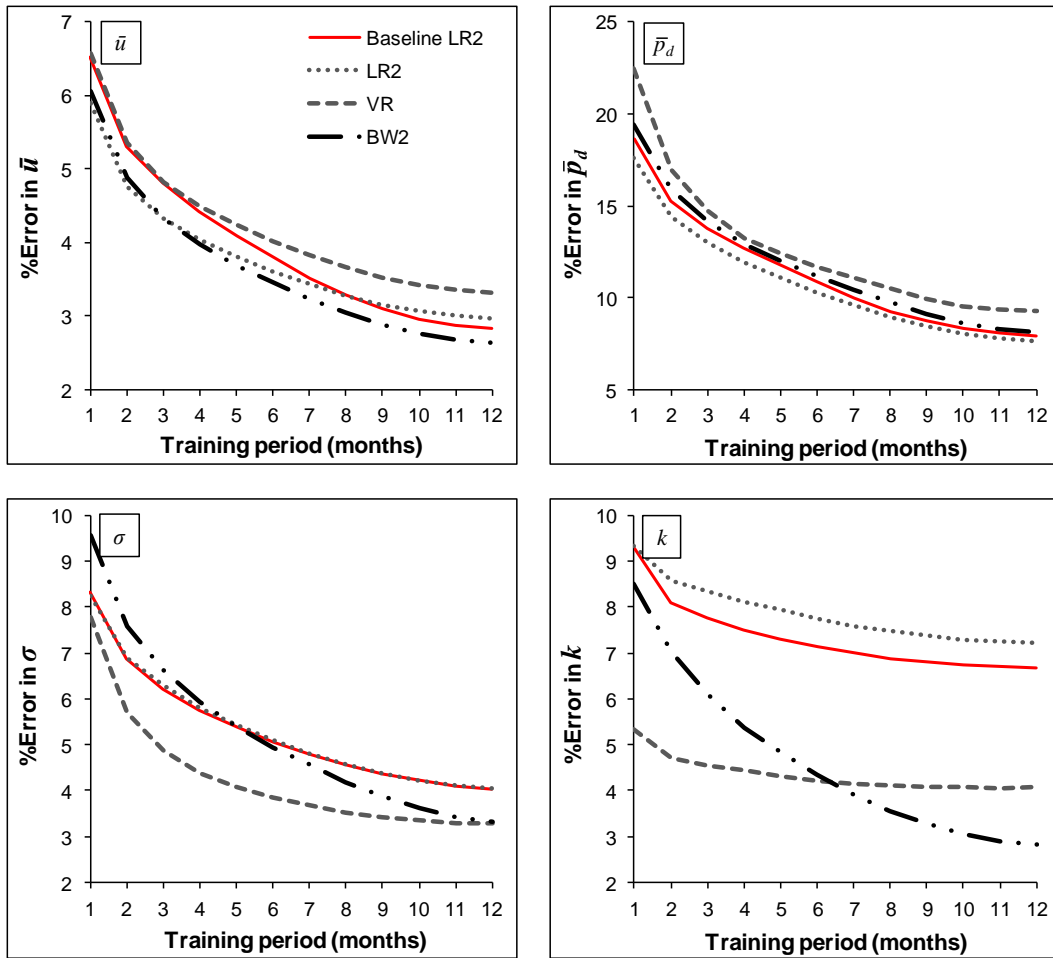 %Error in ū
7
6
5
4
3
2
ū
Baseline LR2
LR2
VR
BW2
1 2 3 4 5 6 7 8 9 10 11 12
Training period (months)
%Error in p̄d
25
20
15
10
5
p̄d
1 2 3 4 5 6 7 8 9 10 11 12
Training period (months)
%Error in σ
10
9
8
7
6
5
4
3
2
σ
1 2 3 4 5 6 7 8 9 10 11 12
Training period (months)
%Error in k
10
9
8
7
6
5
4
3
2
k
1 2 3 4 5 6 7 8 9 10 11 12
Training period (months)